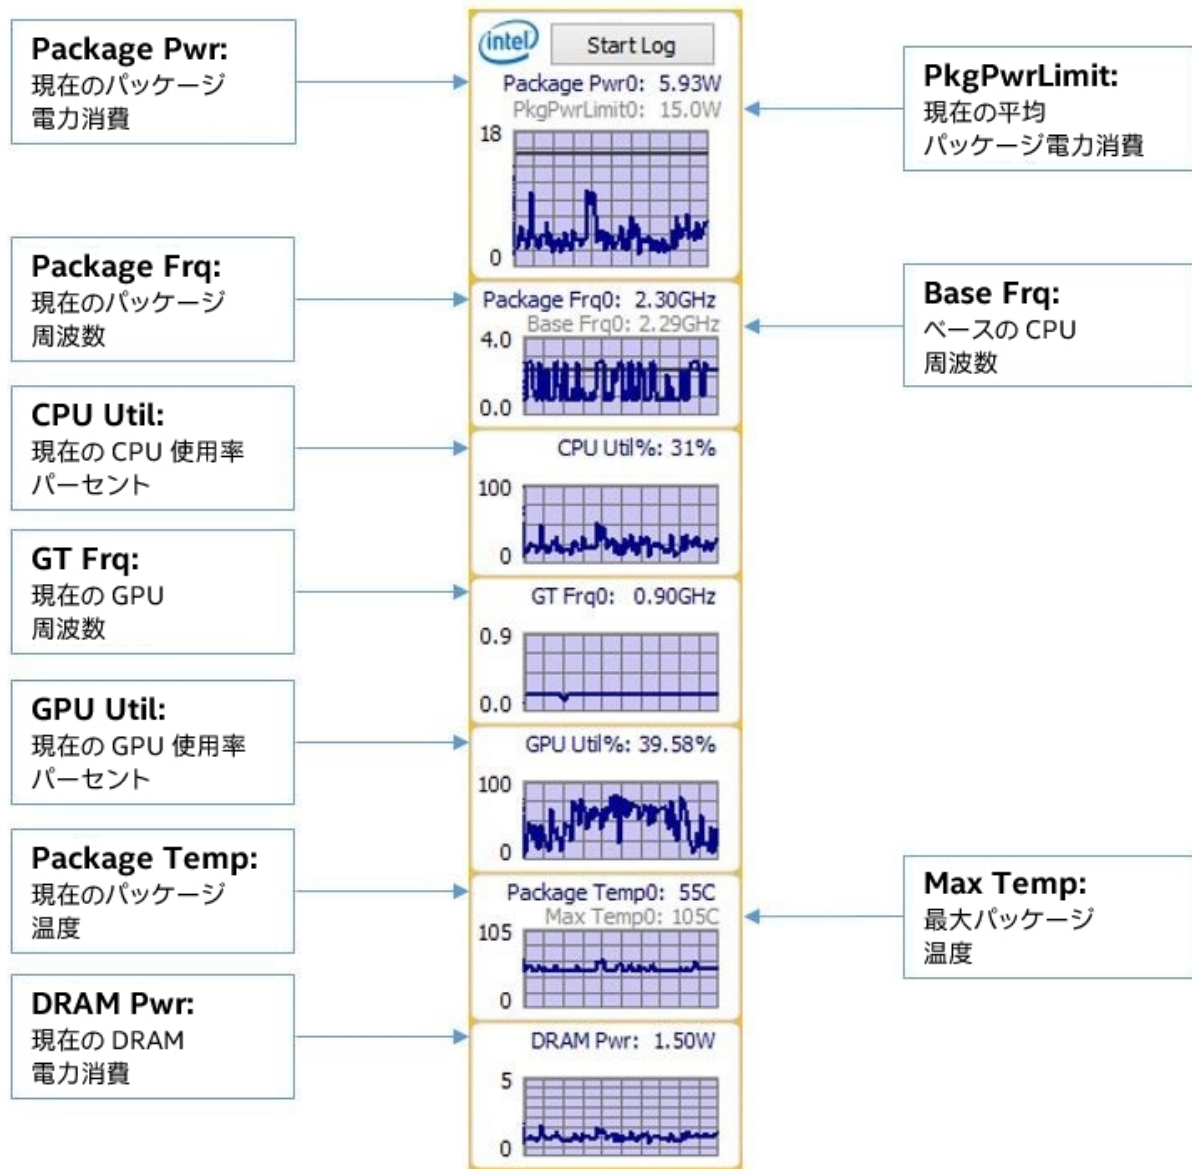 Package Pwr:
現在のパッケージ
電力消費
Package Frq:
現在のパッケージ
周波数
CPU Util:
現在の CPU 使用率
パーセント
GT Frq:
現在の GPU
周波数
GPU Util:
現在の GPU 使用率
パーセント
Package Temp:
現在のパッケージ
温度
DRAM Pwr:
現在の DRAM
電力消費
intel
Start Log
Package Pwr0: 5.93W
PkgPwrLimit0: 15.0W
18
0
Package Frq0: 2.30GHz
Base Frq0: 2.29GHz
4.0
0.0
CPU Util%: 31%
100
0
GT Frq0: 0.90GHz
0.9
0.0
GPU Util%: 39.58%
100
0
Package Temp0: 55C
Max Temp0: 105C
105
0
DRAM Pwr: 1.50W
5
0
PkgPwrLimit:
現在の平均
パッケージ電力消費
Base Frq:
ベースの CPU
周波数
Max Temp:
最大パッケージ
温度